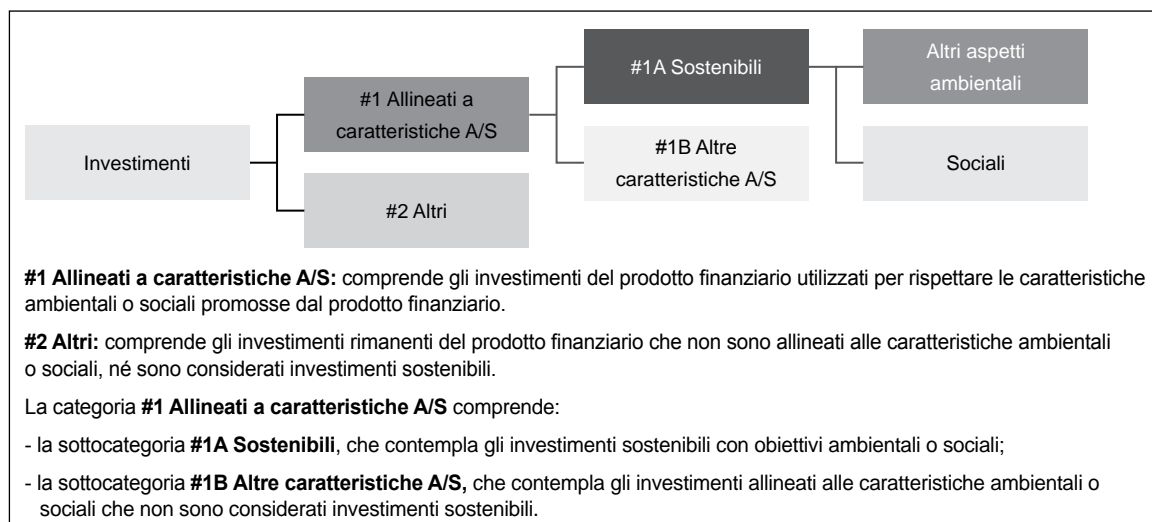 Investimenti
#1 Allineati a
caratteristiche A/S
#2 Altri
#1A Sostenibili
#1B Altre
caratteristiche A/S
Altri aspetti
ambientali
Sociali
#1 Allineati a caratteristiche A/S: comprende gli investimenti del prodotto finanziario utilizzati per rispettare le caratteristiche
ambientali o sociali promosse dal prodotto finanziario.
#2 Altri: comprende gli investimenti rimanenti del prodotto finanziario che non sono allineati alle caratteristiche ambientali
o sociali, né sono considerati investimenti sostenibili.
La categoria #1 Allineati a caratteristiche A/S comprende:
- la sottocategoria #1A Sostenibili, che contempla gli investimenti sostenibili con obiettivi ambientali o sociali;
- la sottocategoria #1B Altre caratteristiche A/S, che contempla gli investimenti allineati alle caratteristiche ambientali o
sociali che non sono considerati investimenti sostenibili.